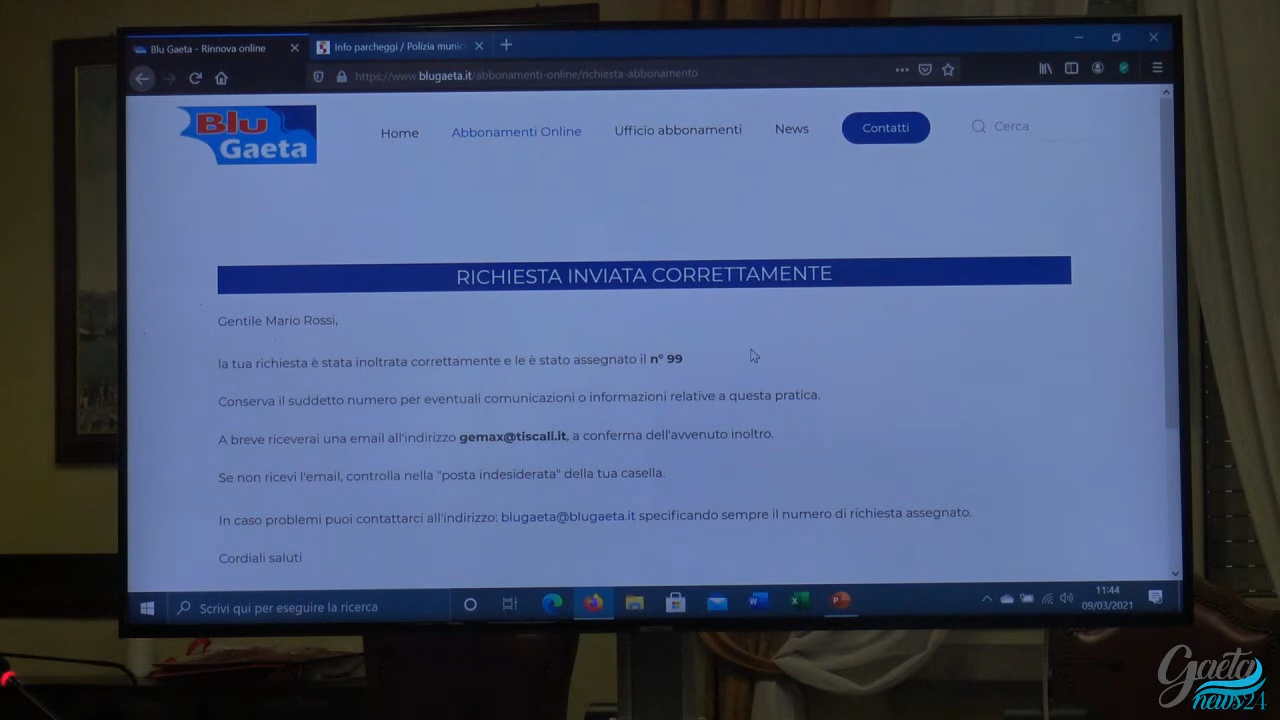 Blu Gaeta - Rinnova online
Info parcheggi / Polizia munic
https://www.blugaeta.it/abbonamenti-online/richiesta-abbonamento
Blu
Gaeta
Home
Abbonamenti Online
Ufficio abbonamenti
News
Contatti
Cerca
RICHIESTA INVIATA CORRETTAMENTE
Gentile Mario Rossi,
la tua richiesta è stata inoltrata correttamente e le è stato assegnato il n° 99
Conserva il suddetto numero per eventuali comunicazioni o informazioni relative a questa pratica.
A breve riceverai una email all'indirizzo gemax@tiscali.it, a conferma dell'avvenuto inoltro.
Se non ricevi l'email, controlla nella "posta indesiderata" della tua casella.
In caso problemi puoi contattarci all'indirizzo: blugaeta@blugaeta.it specificando sempre il numero di richiesta assegnato.
Cordiali saluti
Scrivi qui per eseguire la ricerca
11:44
09/03/2021
Gaeta
news24